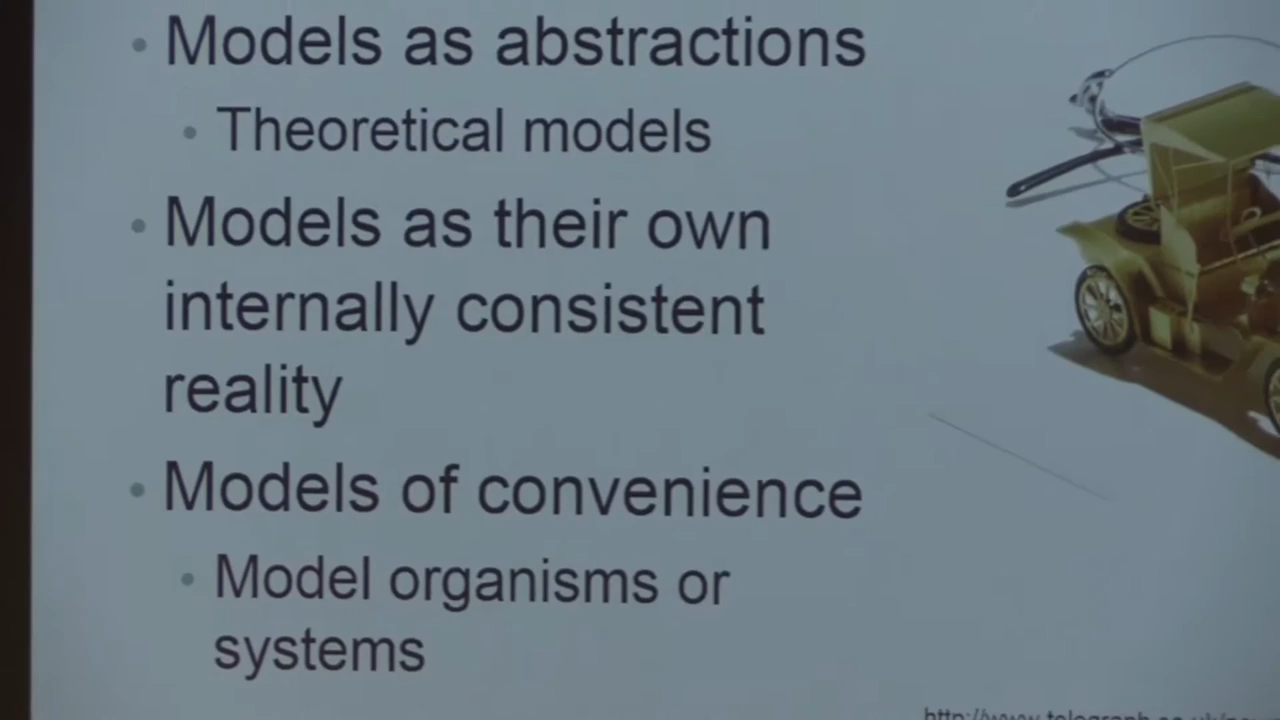 • Models as abstractions
• Theoretical models
• Models as their own
internally consistent
reality
• Models of convenience
• Model organisms or
systems